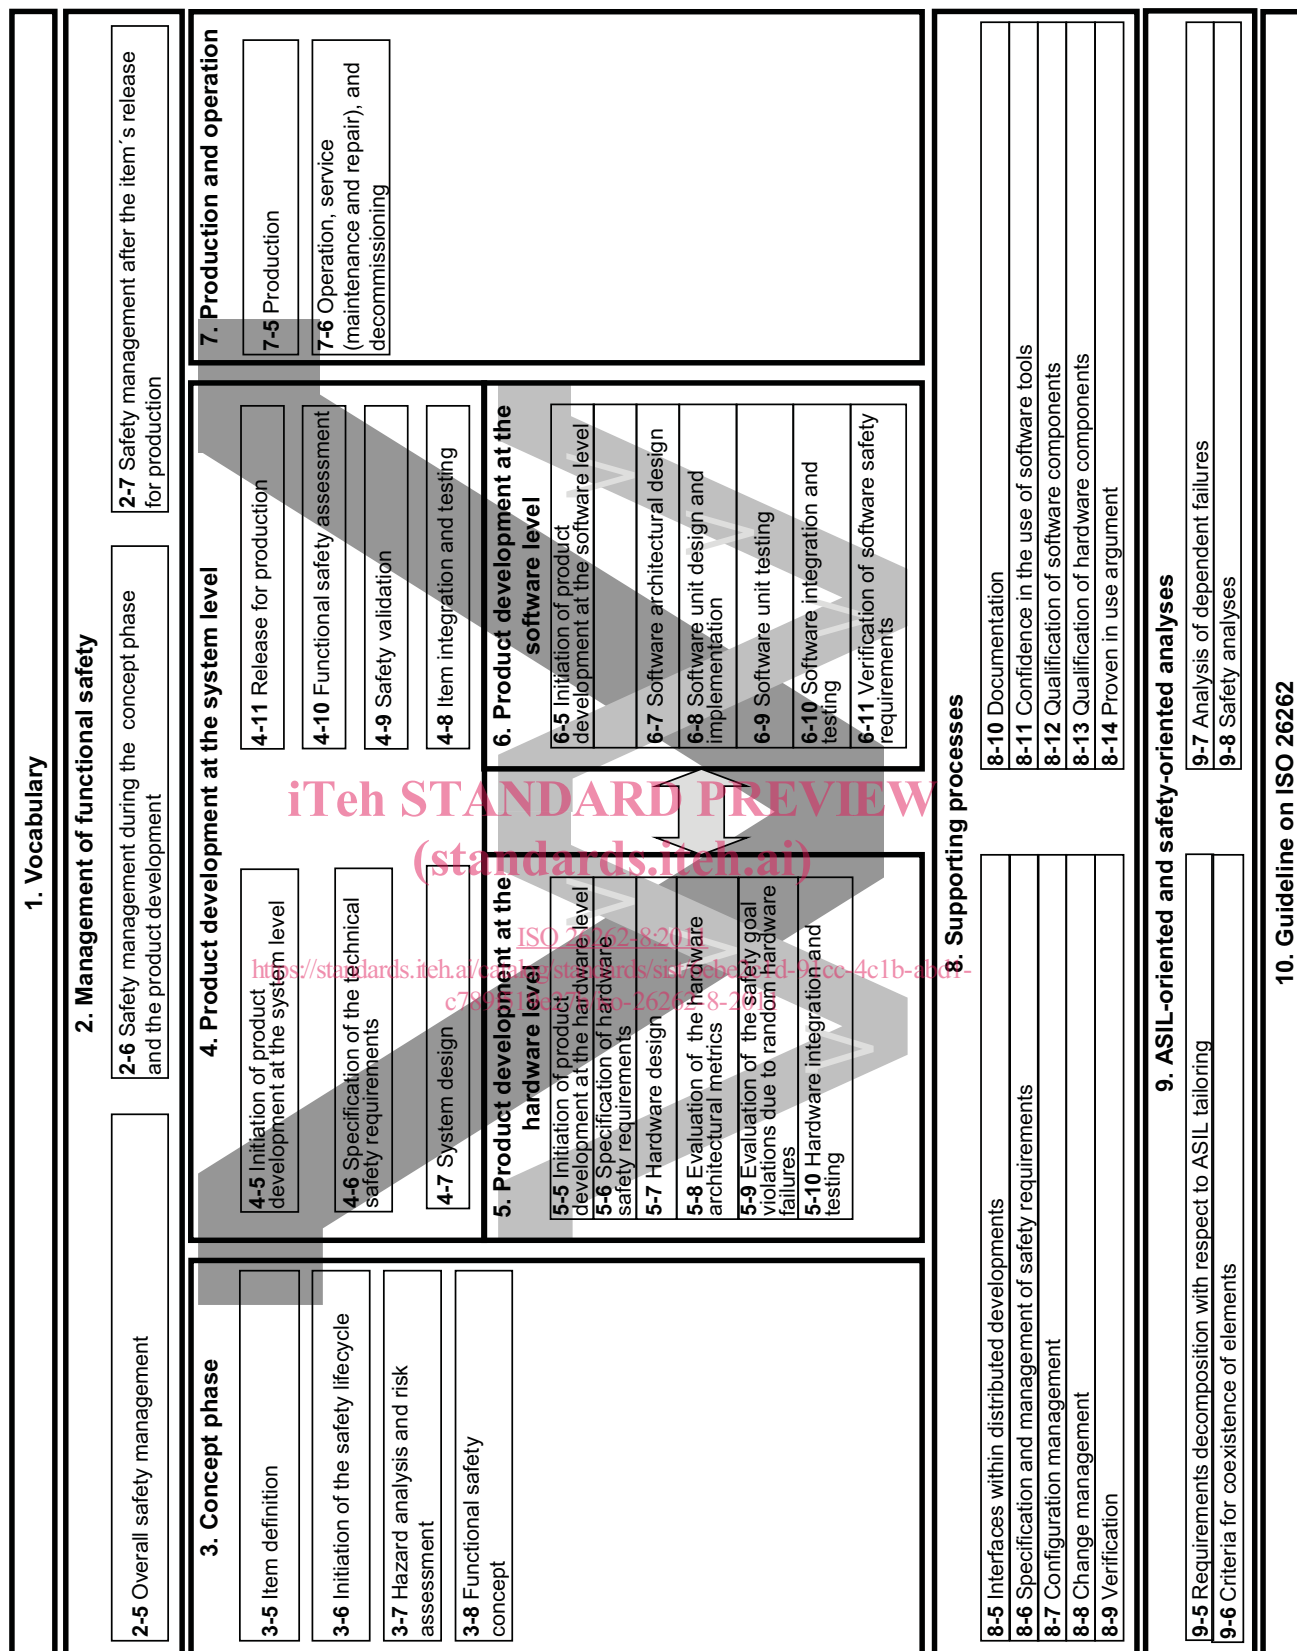 1. Vocabulary
2. Management of functional safety
2-5 Overall safety management
2-6 Safety management during the concept phase
and the product development
2-7 Safety management after the item´s release
for production
3. Concept phase
3-5 Item definition
3-6 Initiation of the safety lifecycle
3-7 Hazard analysis and risk
assessment
3-8 Functional safety
concept
4. Product development at the system level
4-5 Initiation of product
development at the system level
4-6 Specification of the technical
safety requirements
4-7 System design
4-11 Release for production
4-10 Functional safety assessment
4-9 Safety validation
4-8 Item integration and testing
7. Production and operation
7-5 Production
7-6 Operation, service
(maintenance and repair), and
decommissioning
5. Product development at the
hardware level
5-5 Initiation of product
development at the hardware level
5-6 Specification of hardware
safety requirements
5-7 Hardware design
5-8 Evaluation of the hardware
architectural metrics
5-9 Evaluation of the safety goal
violations due to random hardware
failures
5-10 Hardware integration and
testing
6. Product development at the
software level
6-5 Initiation of product
development at the software level
6-7 Software architectural design
6-8 Software unit design and
implementation
6-9 Software unit testing
6-10 Software integration and
testing
6-11 Verification of software safety
requirements
8. Supporting processes
8-5 Interfaces within distributed developments
8-6 Specification and management of safety requirements
8-7 Configuration management
8-8 Change management
8-9 Verification
8-10 Documentation
8-11 Confidence in the use of software tools
8-12 Qualification of software components
8-13 Qualification of hardware components
8-14 Proven in use argument
9. ASIL-oriented and safety-oriented analyses
9-5 Requirements decomposition with respect to ASIL tailoring
9-6 Criteria for coexistence of elements
9-7 Analysis of dependent failures
9-8 Safety analyses
10. Guideline on ISO 26262
iTeh STANDARD PREVIEW
(standards.iteh.ai)
ISO 26262-8:2011